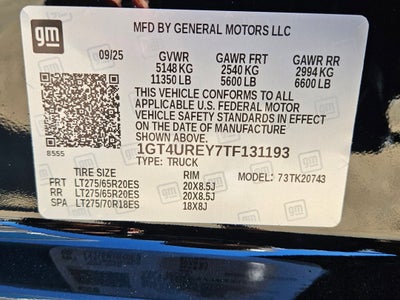 gm
MFD BY GENERAL MOTORS LLC
09/25 GVWR GAWR FRT GAWR RR
5148 KG 2540 KG 2994 KG
11350 LB 5600 LB 6600 LB
THIS VEHICLE CONFORMS TO ALL
APPLICABLE U.S. FEDERAL MOTOR
VEHICLE SAFETY STANDARDS IN EFFECT
ON THE DATE OF MANUFACTURE
SHOWN ABOVE.
8555 1GT4UREY7TF131193
TYPE: TRUCK
TIRE SIZE RIM MODEL: 73TK20743
FRT LT275/65R20ES 20X8.5J
RR LT275/65R20ES 20X8.5J
SPA LT275/70R18ES 18X8J